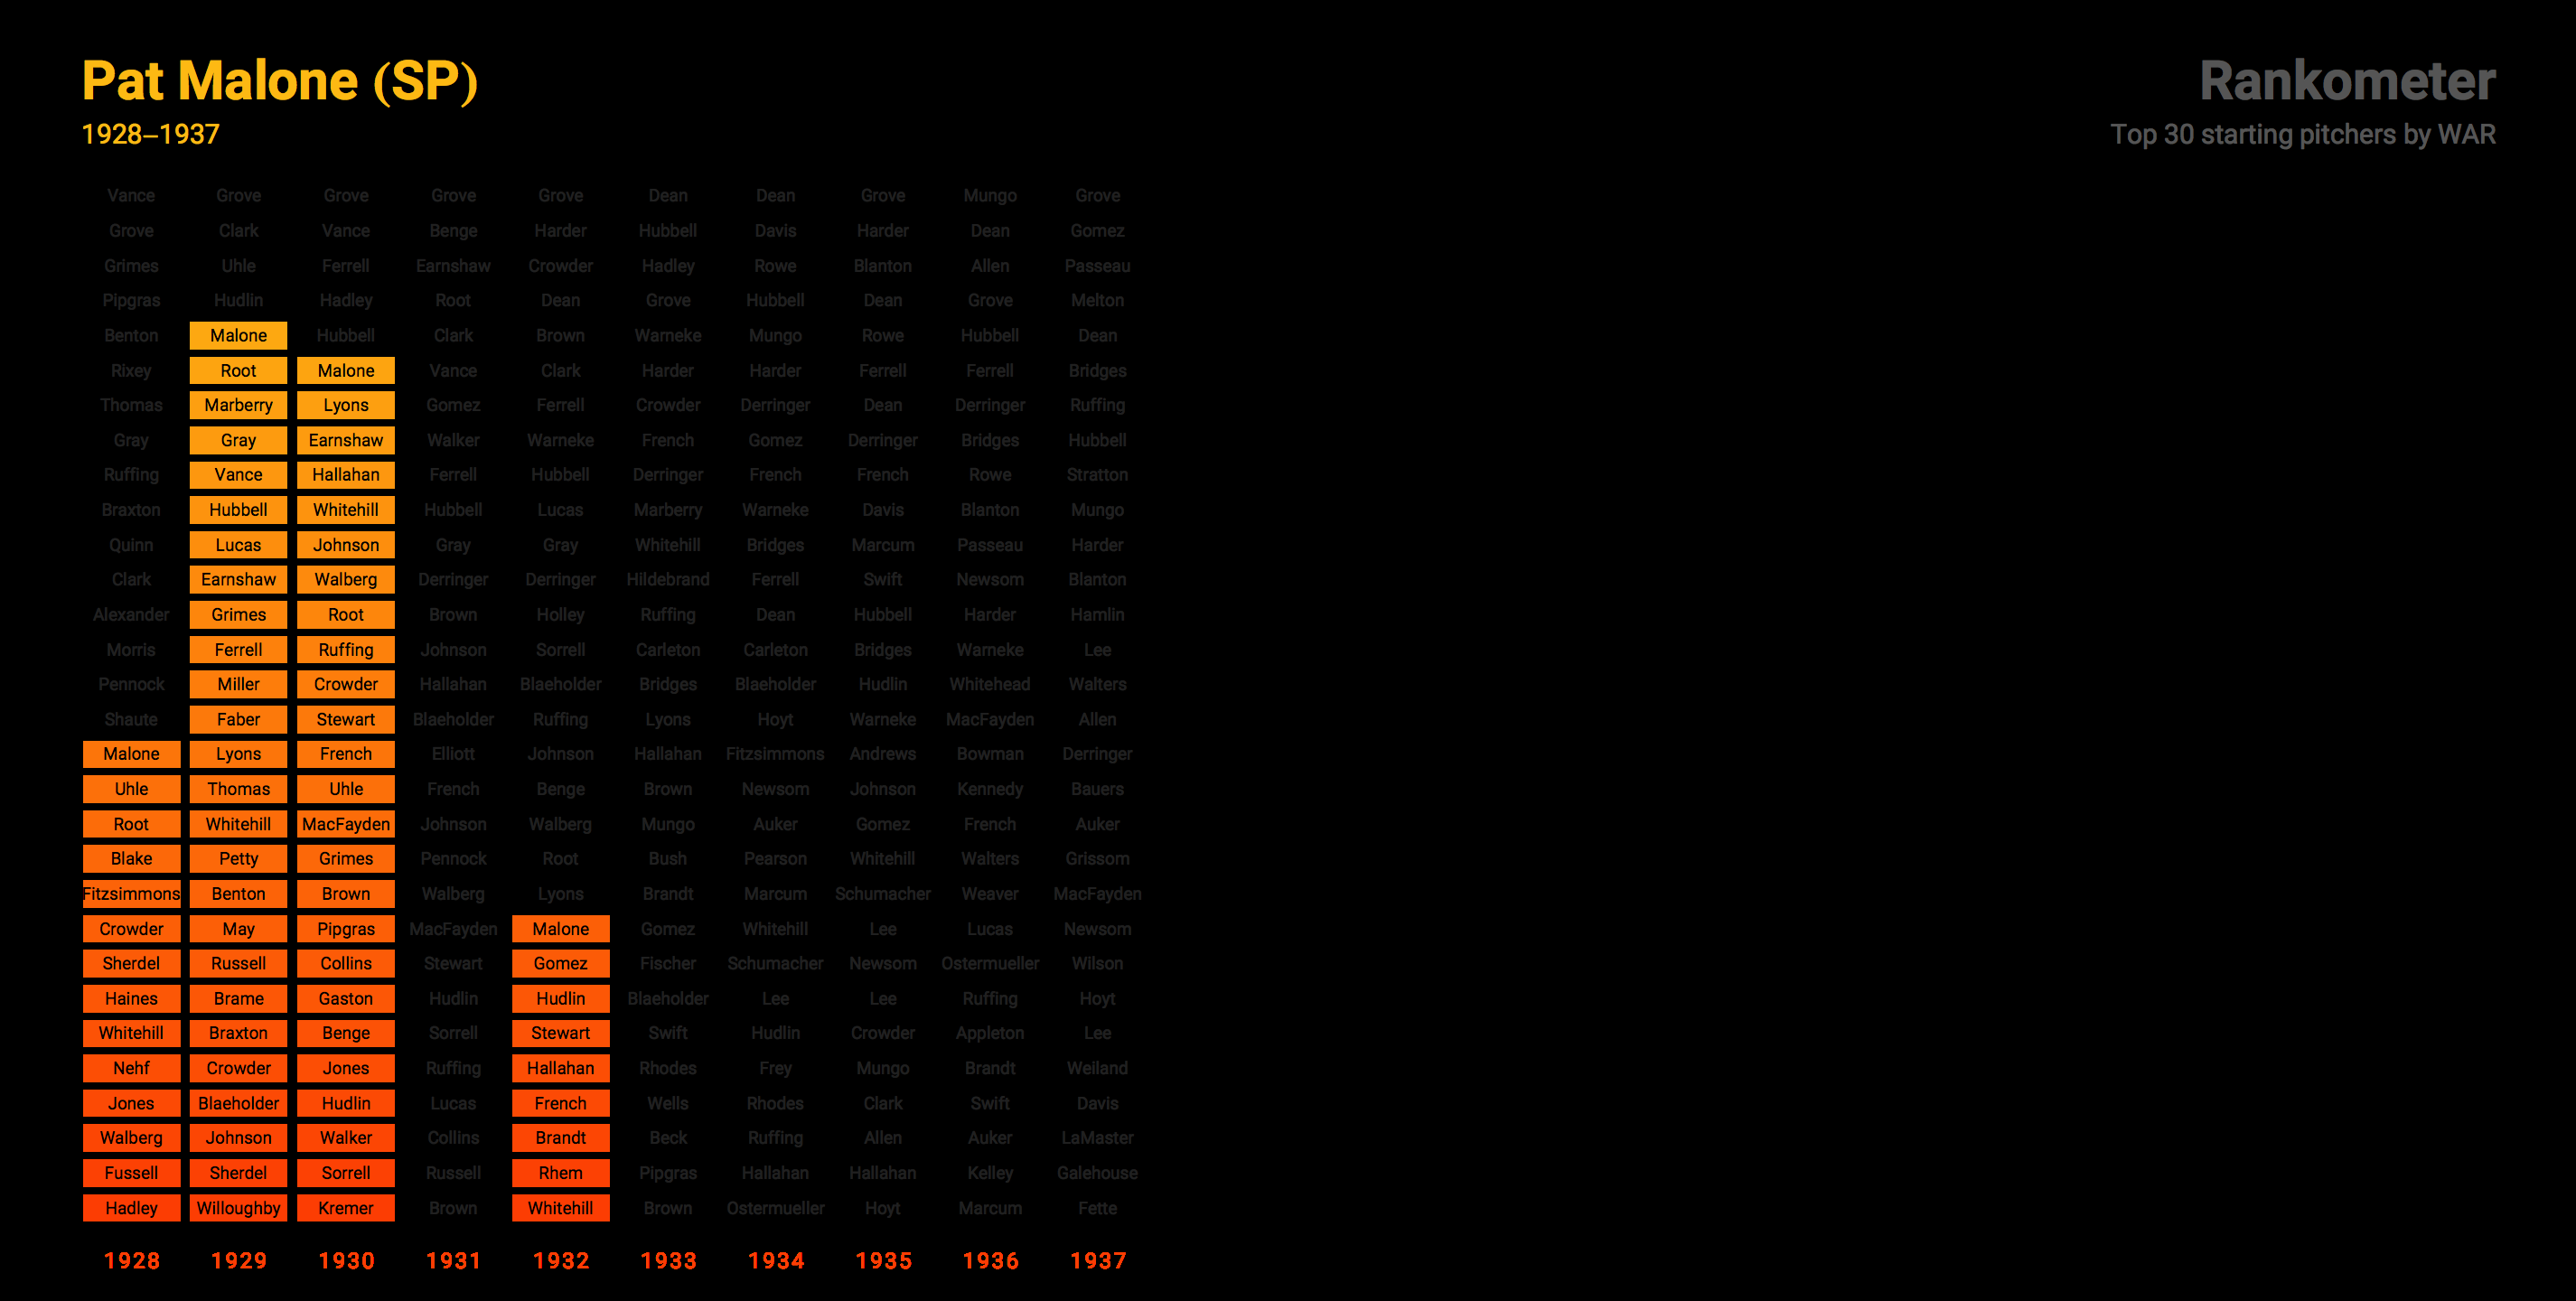 Pat Malone (SP)
1928–1937
Rankometer
Top 30 starting pitchers by WAR
Vance Grove Grove Grove Grove Dean Dean Grove Mungo Grove
Grove Clark Vance Benge Harder Hubbell Davis Harder Dean Gomez
Grimes Uhle Ferrell Earnshaw Crowder Hadley Rowe Blanton Allen Passeau
Pipgras Hudlin Hadley Root Dean Grove Hubbell Dean Grove Melton
Benton Malone Hubbell Clark Brown Warneke Mungo Rowe Hubbell Dean
Rixey Root Malone Vance Clark Harder Harder Ferrell Ferrell Bridges
Thomas Marberry Lyons Gomez Ferrell Crowder Derringer Dean Derringer Ruffing
Gray Gray Earnshaw Walker Warneke French Gomez Derringer Bridges Hubbell
Ruffing Vance Hallahan Ferrell Hubbell Derringer French French Rowe Stratton
Braxton Hubbell Whitehill Hubbell Lucas Marberry Warneke Davis Blanton Mungo
Quinn Lucas Johnson Gray Gray Whitehill Bridges Marcum Passeau Harder
Clark Earnshaw Walberg Derringer Derringer Hildebrand Ferrell Swift Newsom Blanton
Alexander Grimes Root Brown Holley Ruffing Dean Hubbell Harder Hamlin
Morris Ferrell Ruffing Johnson Sorrell Carleton Carleton Bridges Warneke Lee
Pennock Miller Crowder Hallahan Blaeholder Bridges Blaeholder Hudlin Whitehead Walters
Shaute Faber Stewart Blaeholder Ruffing Lyons Hoyt Warneke MacFayden Allen
Malone Lyons French Elliott Johnson Hallahan Fitzsimmons Andrews Bowman Derringer
Uhle Thomas Uhle French Benge Brown Newsom Johnson Kennedy Bauers
Root Whitehill MacFayden Johnson Walberg Mungo Auker Gomez French Auker
Blake Petty Grimes Pennock Root Bush Pearson Whitehill Walters Grissom
Fitzsimmons Benton Brown Walberg Lyons Brandt Marcum Schumacher Weaver MacFayden
Crowder May Pipgras MacFayden Malone Gomez Whitehill Lee Lucas Newsom
Sherdel Russell Collins Stewart Gomez Fischer Schumacher Newsom Ostermueller Wilson
Haines Brame Gaston Hudlin Hudlin Blaeholder Lee Lee Ruffing Hoyt
Whitehill Braxton Benge Sorrell Stewart Swift Hudlin Crowder Appleton Lee
Nehf Crowder Jones Ruffing Hallahan Rhodes Frey Mungo Brandt Weiland
Jones Blaeholder Hudlin Lucas French Wells Rhodes Clark Swift Davis
Walberg Johnson Walker Collins Brandt Beck Ruffing Allen Auker LaMaster
Fussell Sherdel Sorrell Russell Rhem Pipgras Hallahan Hallahan Kelley Galehouse
Hadley Willoughby Kremer Brown Whitehill Brown Ostermueller Hoyt Marcum Fette
1928 1929 1930 1931 1932 1933 1934 1935 1936 1937